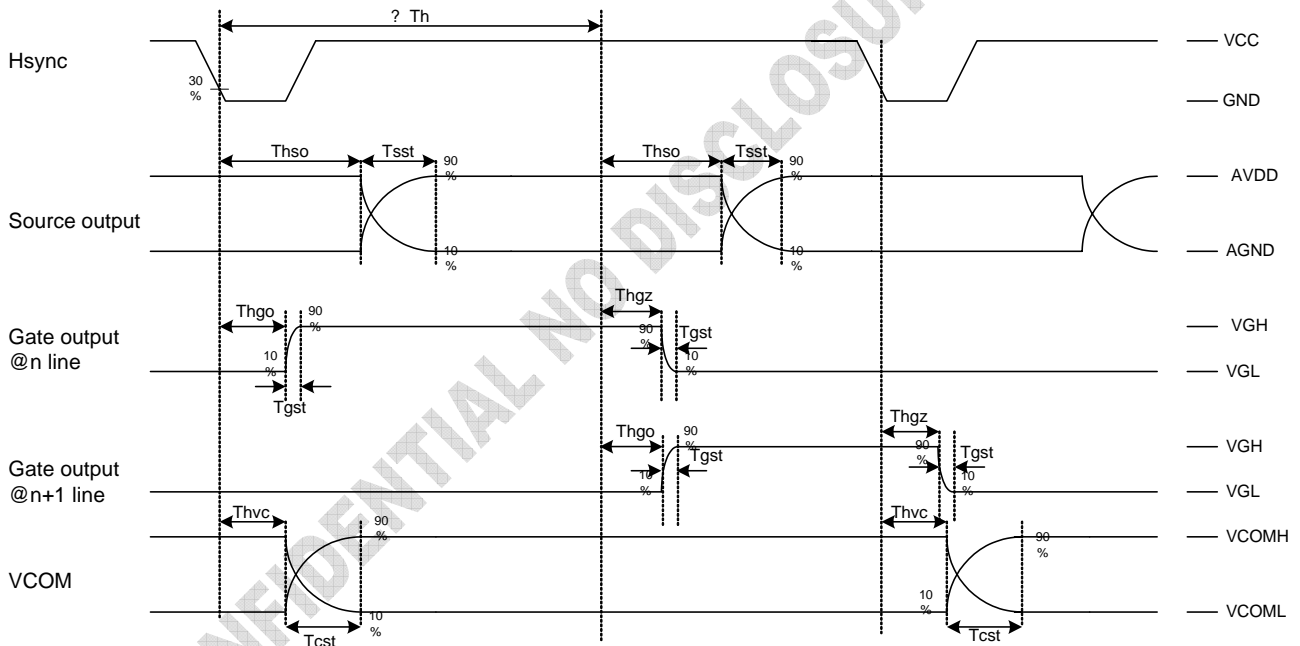 ? Th
Hsync
30
%
VCC
GND
Thso
Tsst
90
%
Thso
Tsst
90
%
AVDD
Source output
10
%
10
%
AGND
Thgo
90
%
Thgz
90
%
Tgst
VGH
Gate output
@n line
10
%
10
%
VGL
Tgst
Thgo
90
%
Thgz
90
%
Tgst
VGH
Gate output
@n+1 line
10
%
Tgst
10
%
VGL
Thvc
90
%
Thvc
90
%
VCOMH
VCOM
10
%
10
%
VCOML
Tcst
Tcst
NFIDENTIAL NO DISCLOSU